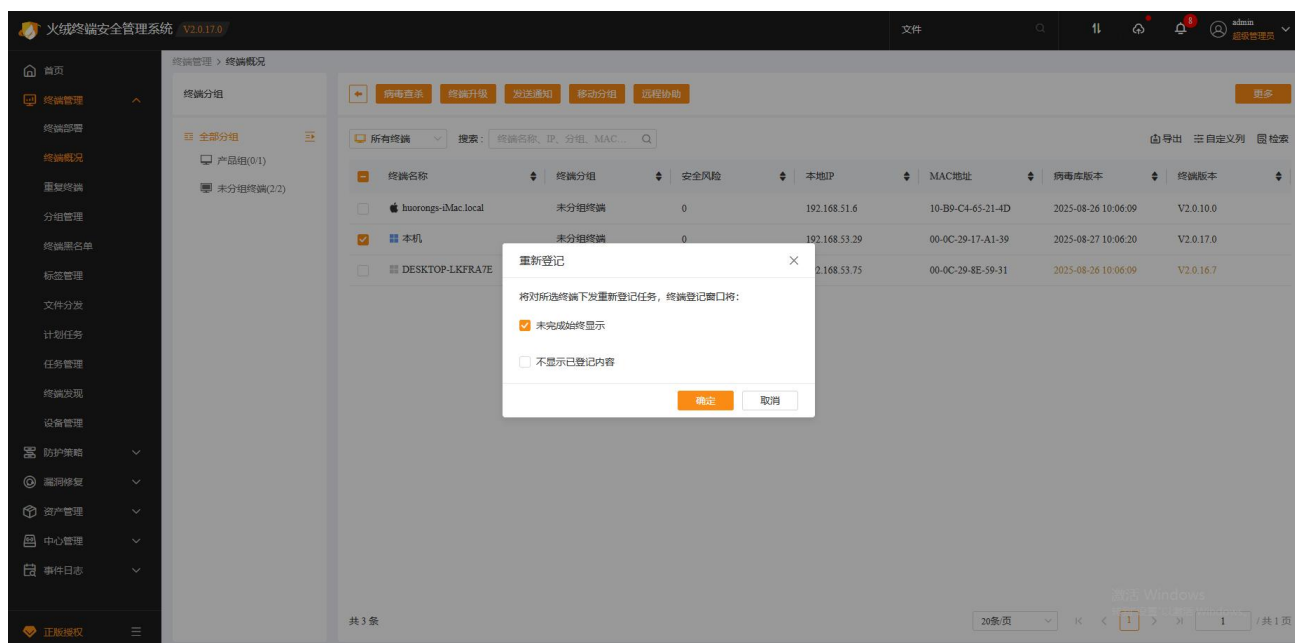 火绒终端安全管理系统 V2.0.17.0
文件
8
admin
超级管理员
首页
终端管理
终端部署
终端概况
重复终端
分组管理
终端黑名单
标签管理
文件分发
计划任务
任务管理
终端发现
设备管理
防护策略
漏洞修复
资产管理
中心管理
事件日志
正版授权
终端管理 > 终端概况
终端分组
全部分组
产品组(0/1)
未分组终端(2/2)
病毒查杀 终端升级 发送通知 移动分组 远程协助 更多
所有终端 搜索: 终端名称, IP, 分组, MAC... 导出 自定义列 检索
终端名称 终端分组 安全风险 本地IP MAC地址 病毒库版本 终端版本
huorongs-iMac.local 未分组终端 0 192.168.51.6 10-B9-C4-65-21-4D 2025-08-26 10:06:09 V2.0.10.0
本机 未分组终端 0 192.168.53.29 00-0C-29-17-A1-39 2025-08-27 10:06:20 V2.0.17.0
DESKTOP-LKFRA7E 2.168.53.75 00-0C-29-8E-59-31 2025-08-26 10:06:09 V2.0.16.7
重新登记
将对所选终端下发重新登记任务，终端登记窗口将：
未完成始终显示
不显示已登记内容
确定 取消
激活 Windows
共 3 条 20条/页 1 1 / 共 1 页